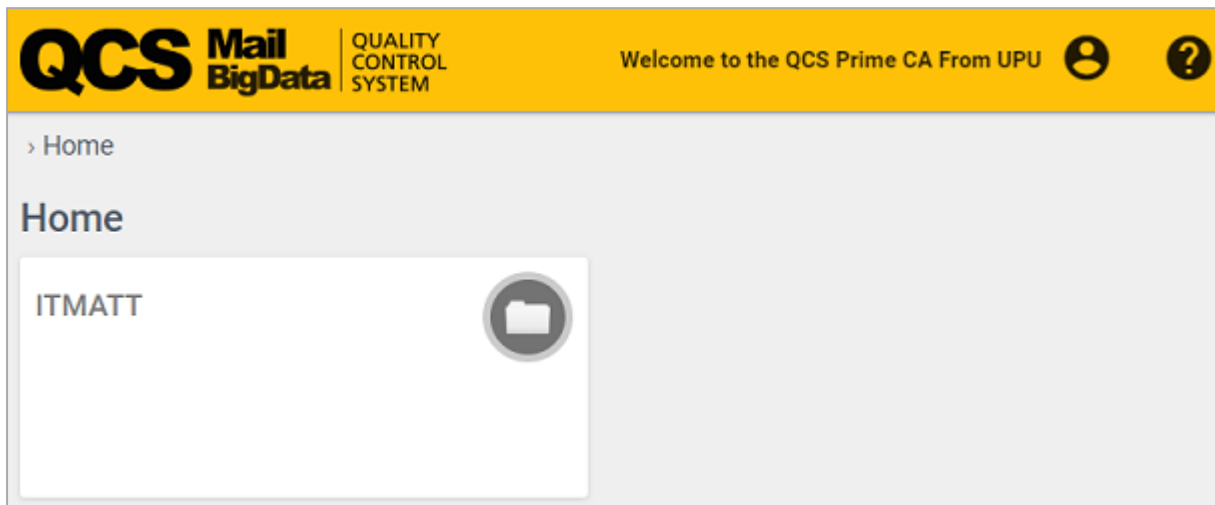 QCS Mail BigData
QUALITY
CONTROL
SYSTEM
Welcome to the QCS Prime CA From UPU
?
› Home
Home
ITMATT